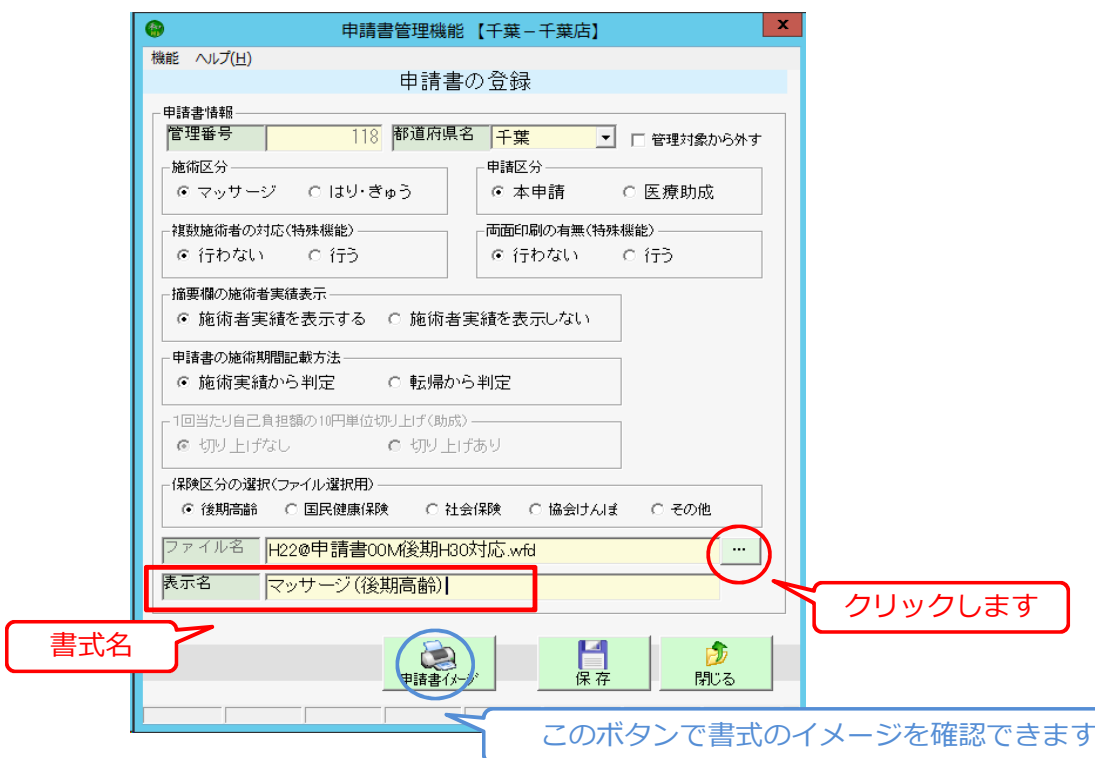 申請書管理機能 【千葉－千葉店】
x
機能 ヘルプ(H)
申請書の登録
申請書情報
管理番号 118 都道府県名 千葉 管理対象から外す
施術区分
マッサージ はり・きゅう
申請区分
本申請 医療助成
複数施術者の対応(特殊機能)
行わない 行う
両面印刷の有無(特殊機能)
行わない 行う
摘要欄の施術者実績表示
施術者実績を表示する 施術者実績を表示しない
申請書の施術期間記載方法
施術実績から判定 転帰から判定
1回当たり自己負担額の10円単位切り上げ(助成)
切り上げなし 切り上げあり
保険区分の選択(ファイル選択用)
後期高齢 国民健康保険 社会保険 協会けんぽ その他
ファイル名 H22@申請書00M後期H30対応.wfd ...
表示名 マッサージ(後期高齢)
クリックします
書式名
申請書イメージ 保存 閉じる
このボタンで書式のイメージを確認できます